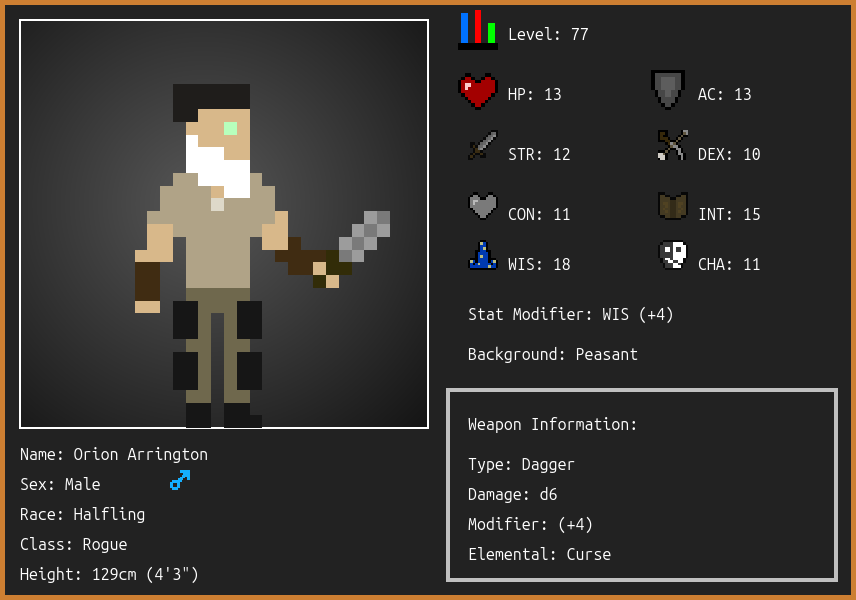 Level: 77
HP: 13
AC: 13
STR: 12
DEX: 10
CON: 11
INT: 15
WIS: 18
CHA: 11
Stat Modifier: WIS (+4)
Background: Peasant
Weapon Information:
Type: Dagger
Damage: d6
Modifier: (+4)
Elemental: Curse
Name: Orion Arrington
Sex: Male
Race: Halfling
Class: Rogue
Height: 129cm (4'3")